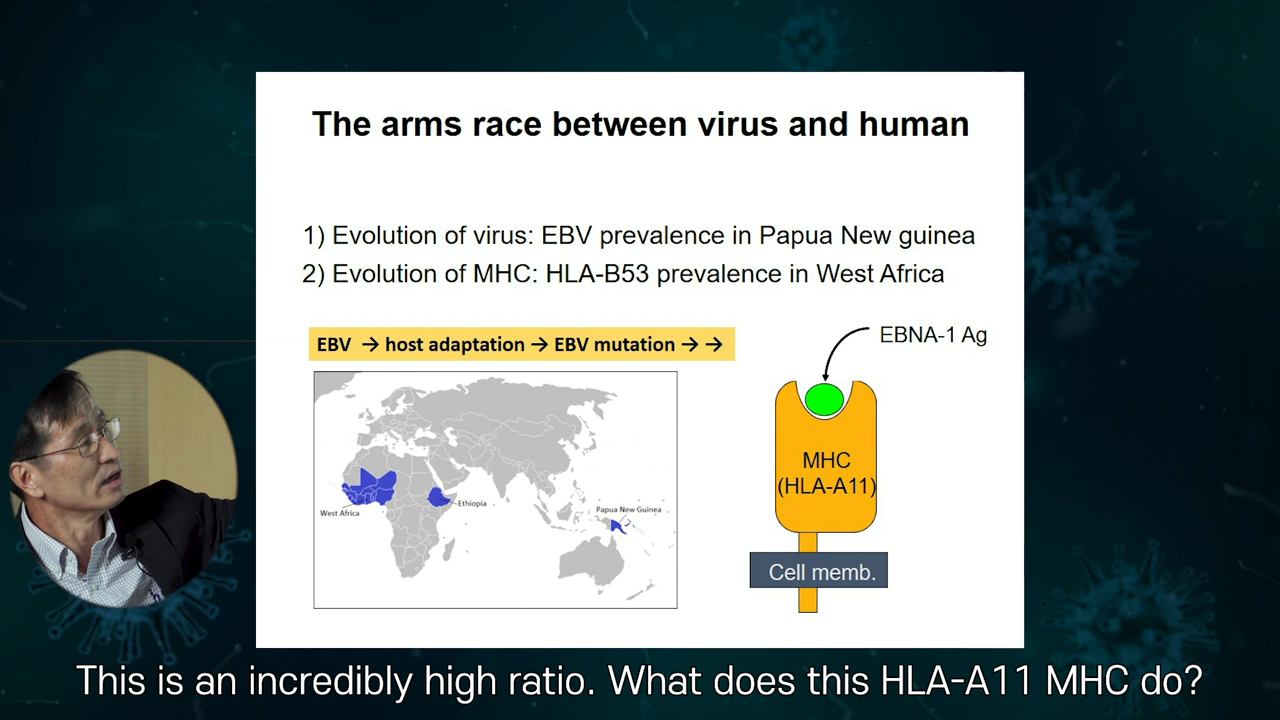 The arms race between virus and human
1) Evolution of virus: EBV prevalence in Papua New guinea
2) Evolution of MHC: HLA-B53 prevalence in West Africa
EBV → host adaptation → EBV mutation → →
EBNA-1 Ag
MHC
(HLA-A11)
Cell memb.
West Africa
Ethiopia
Papua New Guinea
This is an incredibly high ratio. What does this HLA-A11 MHC do?